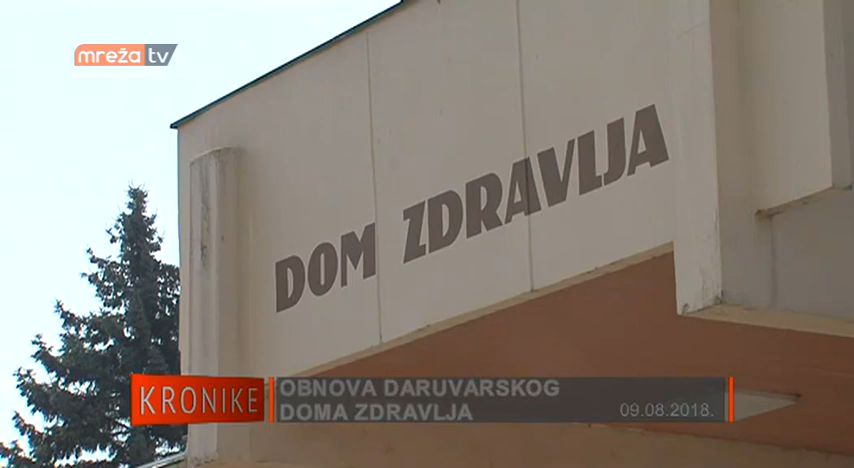 mreža tv
DOM ZDRAVLJA
KRONIKE
OBNOVA DARUVARSKOG
DOMA ZDRAVLJA
09.08.2018.